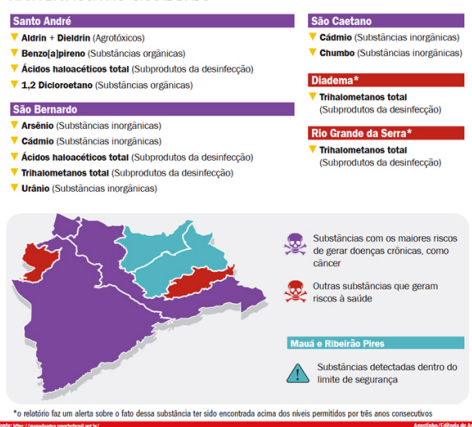 Santo André
Aldrin + Dieldrin (Agrotóxicos)
Benzo[a]pireno (Substâncias orgânicas)
Ácidos haloacéticos total (Subprodutos da desinfecção)
1,2 Dicloroetano (Substâncias orgânicas)
São Bernardo
Arsênio (Substâncias inorgânicas)
Cádmio (Substâncias inorgânicas)
Ácidos haloacéticos total (Subprodutos da desinfecção)
Trihalometanos total (Subprodutos da desinfecção)
Urânio (Substâncias inorgânicas)
São Caetano
Cádmio (Substâncias inorgânicas)
Chumbo (Substâncias inorgânicas)
Diadema*
Trihalometanos total
(Subprodutos da desinfecção)
Rio Grande da Serra*
Trihalometanos total
(Subprodutos da desinfecção)
Substâncias com os maiores riscos
de gerar doenças crônicas, como
câncer
Outras substâncias que geram
riscos à saúde
Mauá e Ribeirão Pires
Substâncias detectadas dentro do
limite de segurança
*o relatório faz um alerta sobre o fato dessa substância ter sido encontrada acima dos níveis permitidos por três anos consecutivos